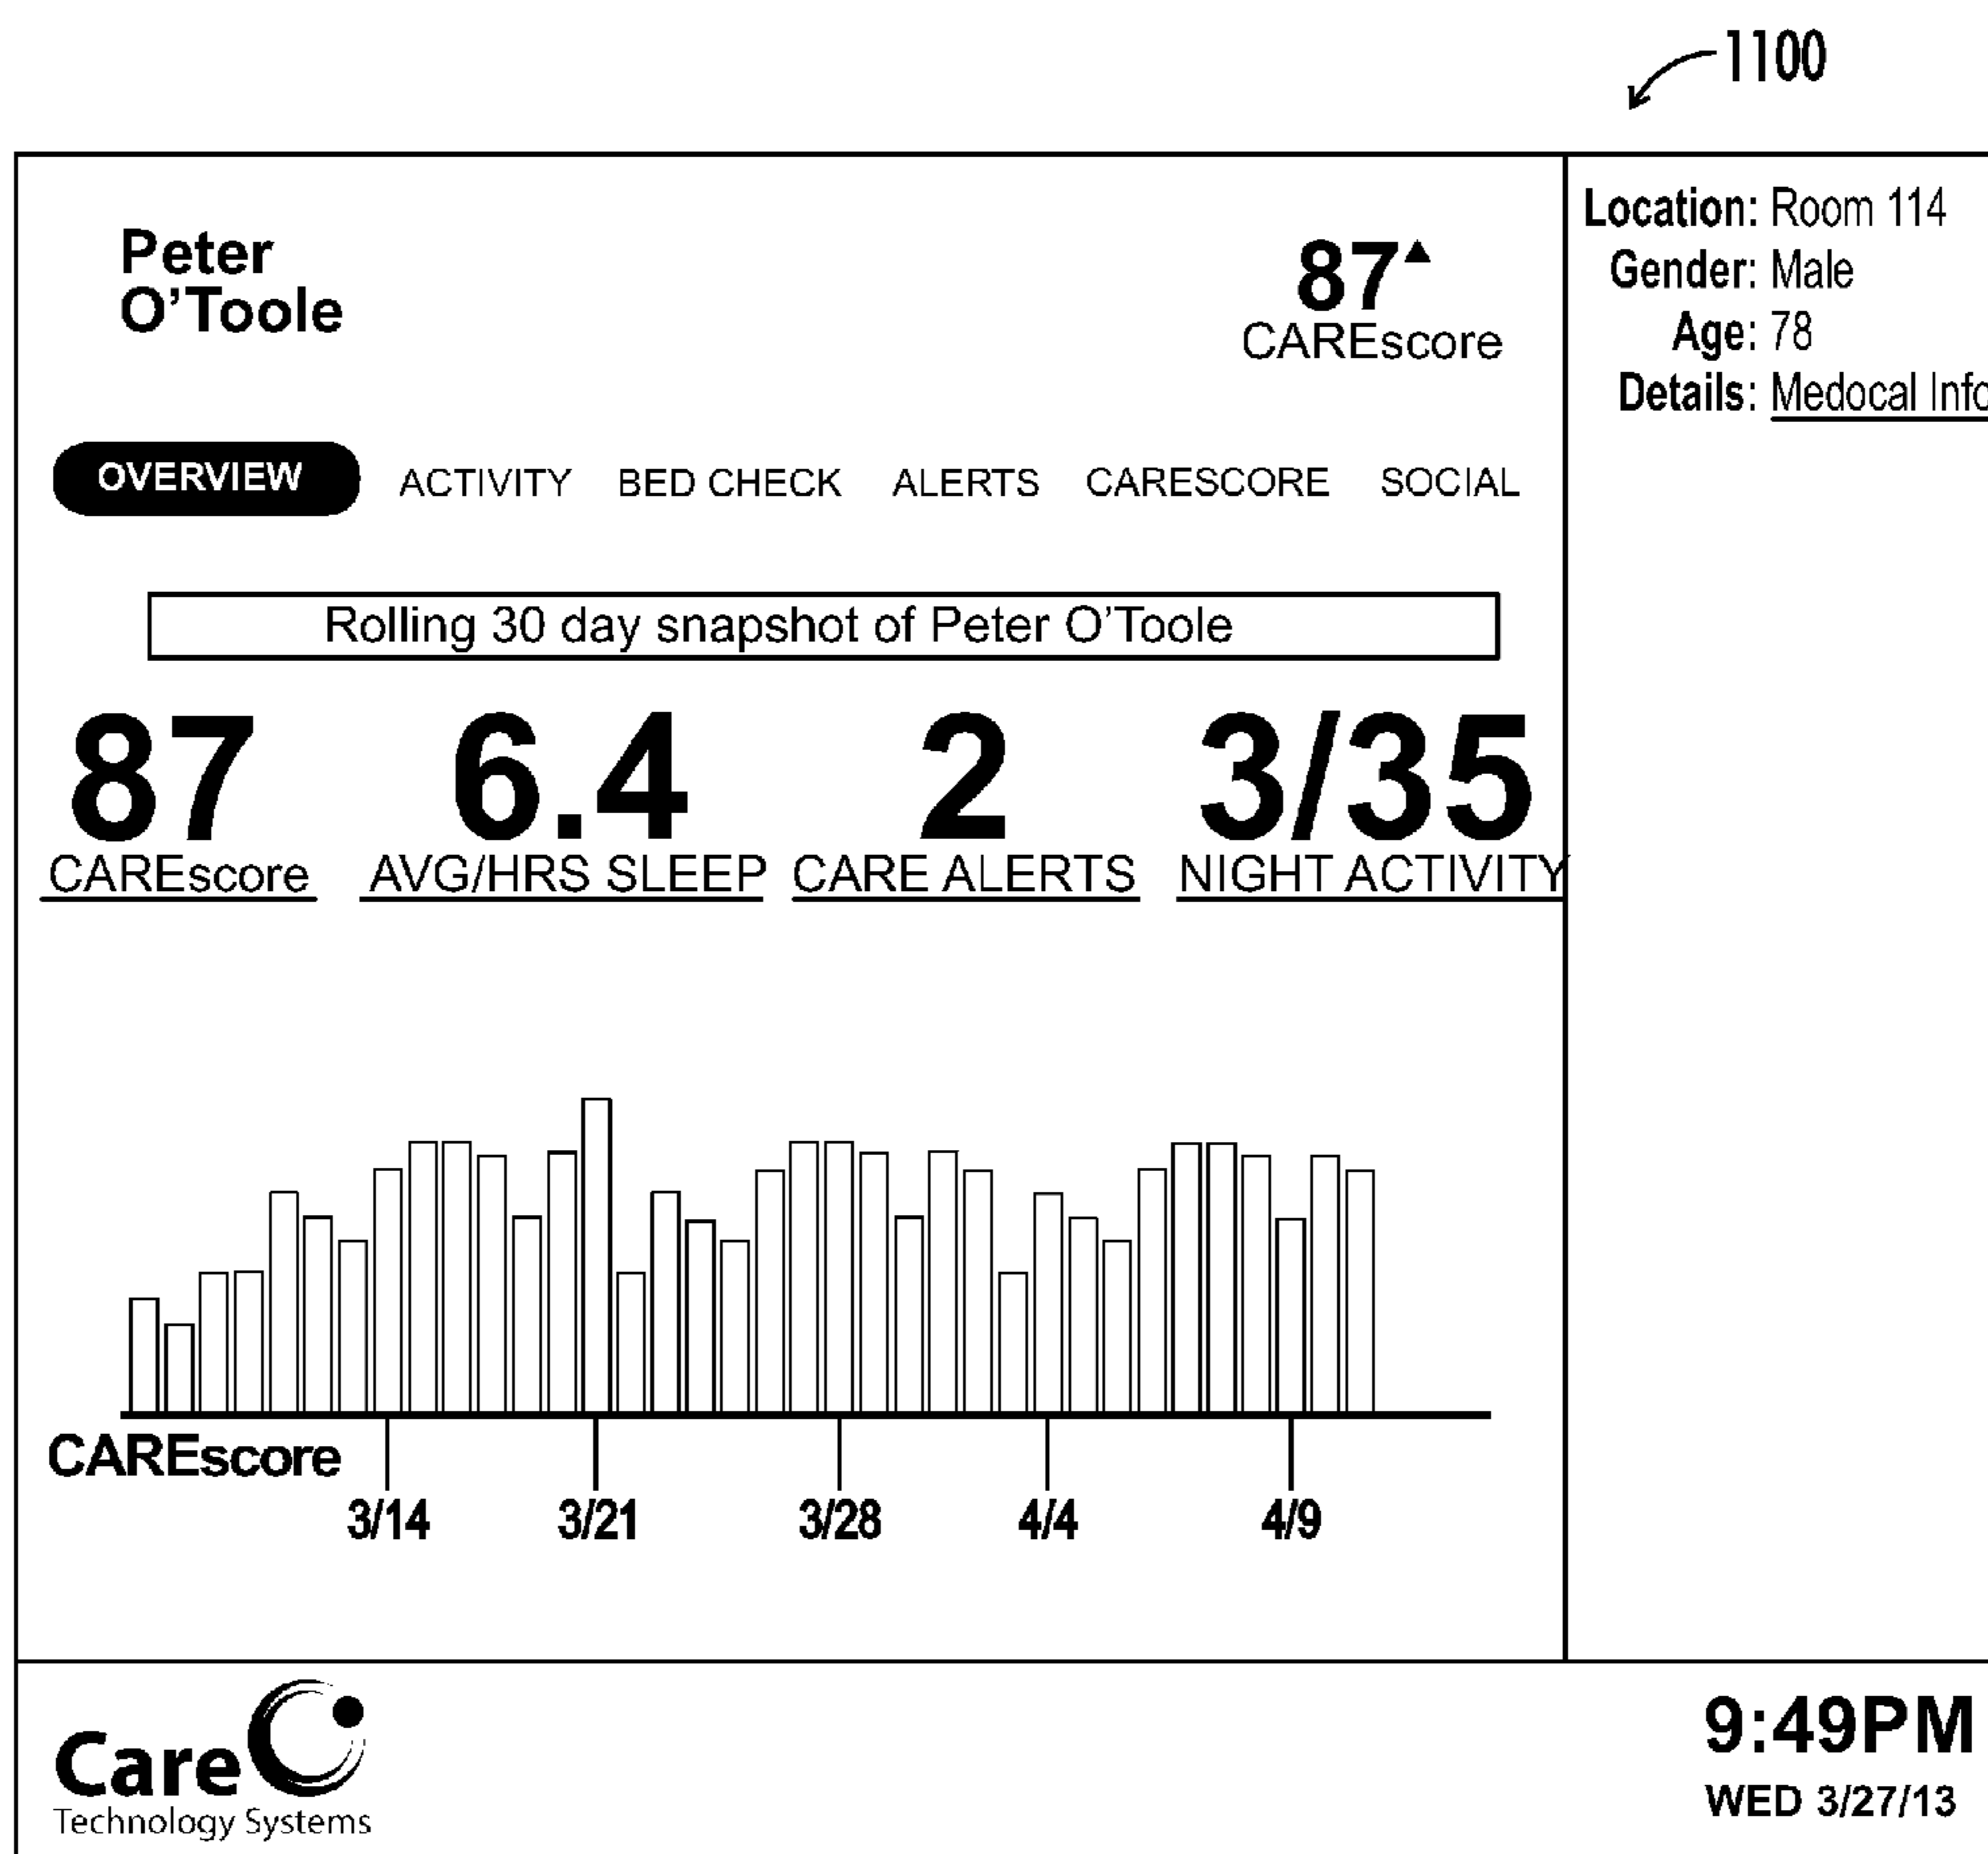 1100
Peter
O'Toole
87▲
CAREscore
Location: Room 114
Gender: Male
Age: 78
Details: Medocal Info
OVERVIEW ACTIVITY BED CHECK ALERTS CARESCORE SOCIAL
Rolling 30 day snapshot of Peter O'Toole
87 6.4 2 3/35
CAREscore AVG/HRS SLEEP CARE ALERTS NIGHT ACTIVITY
CAREscore
3/14 3/21 3/28 4/4 4/9
Care
Technology Systems
9:49PM
WED 3/27/13